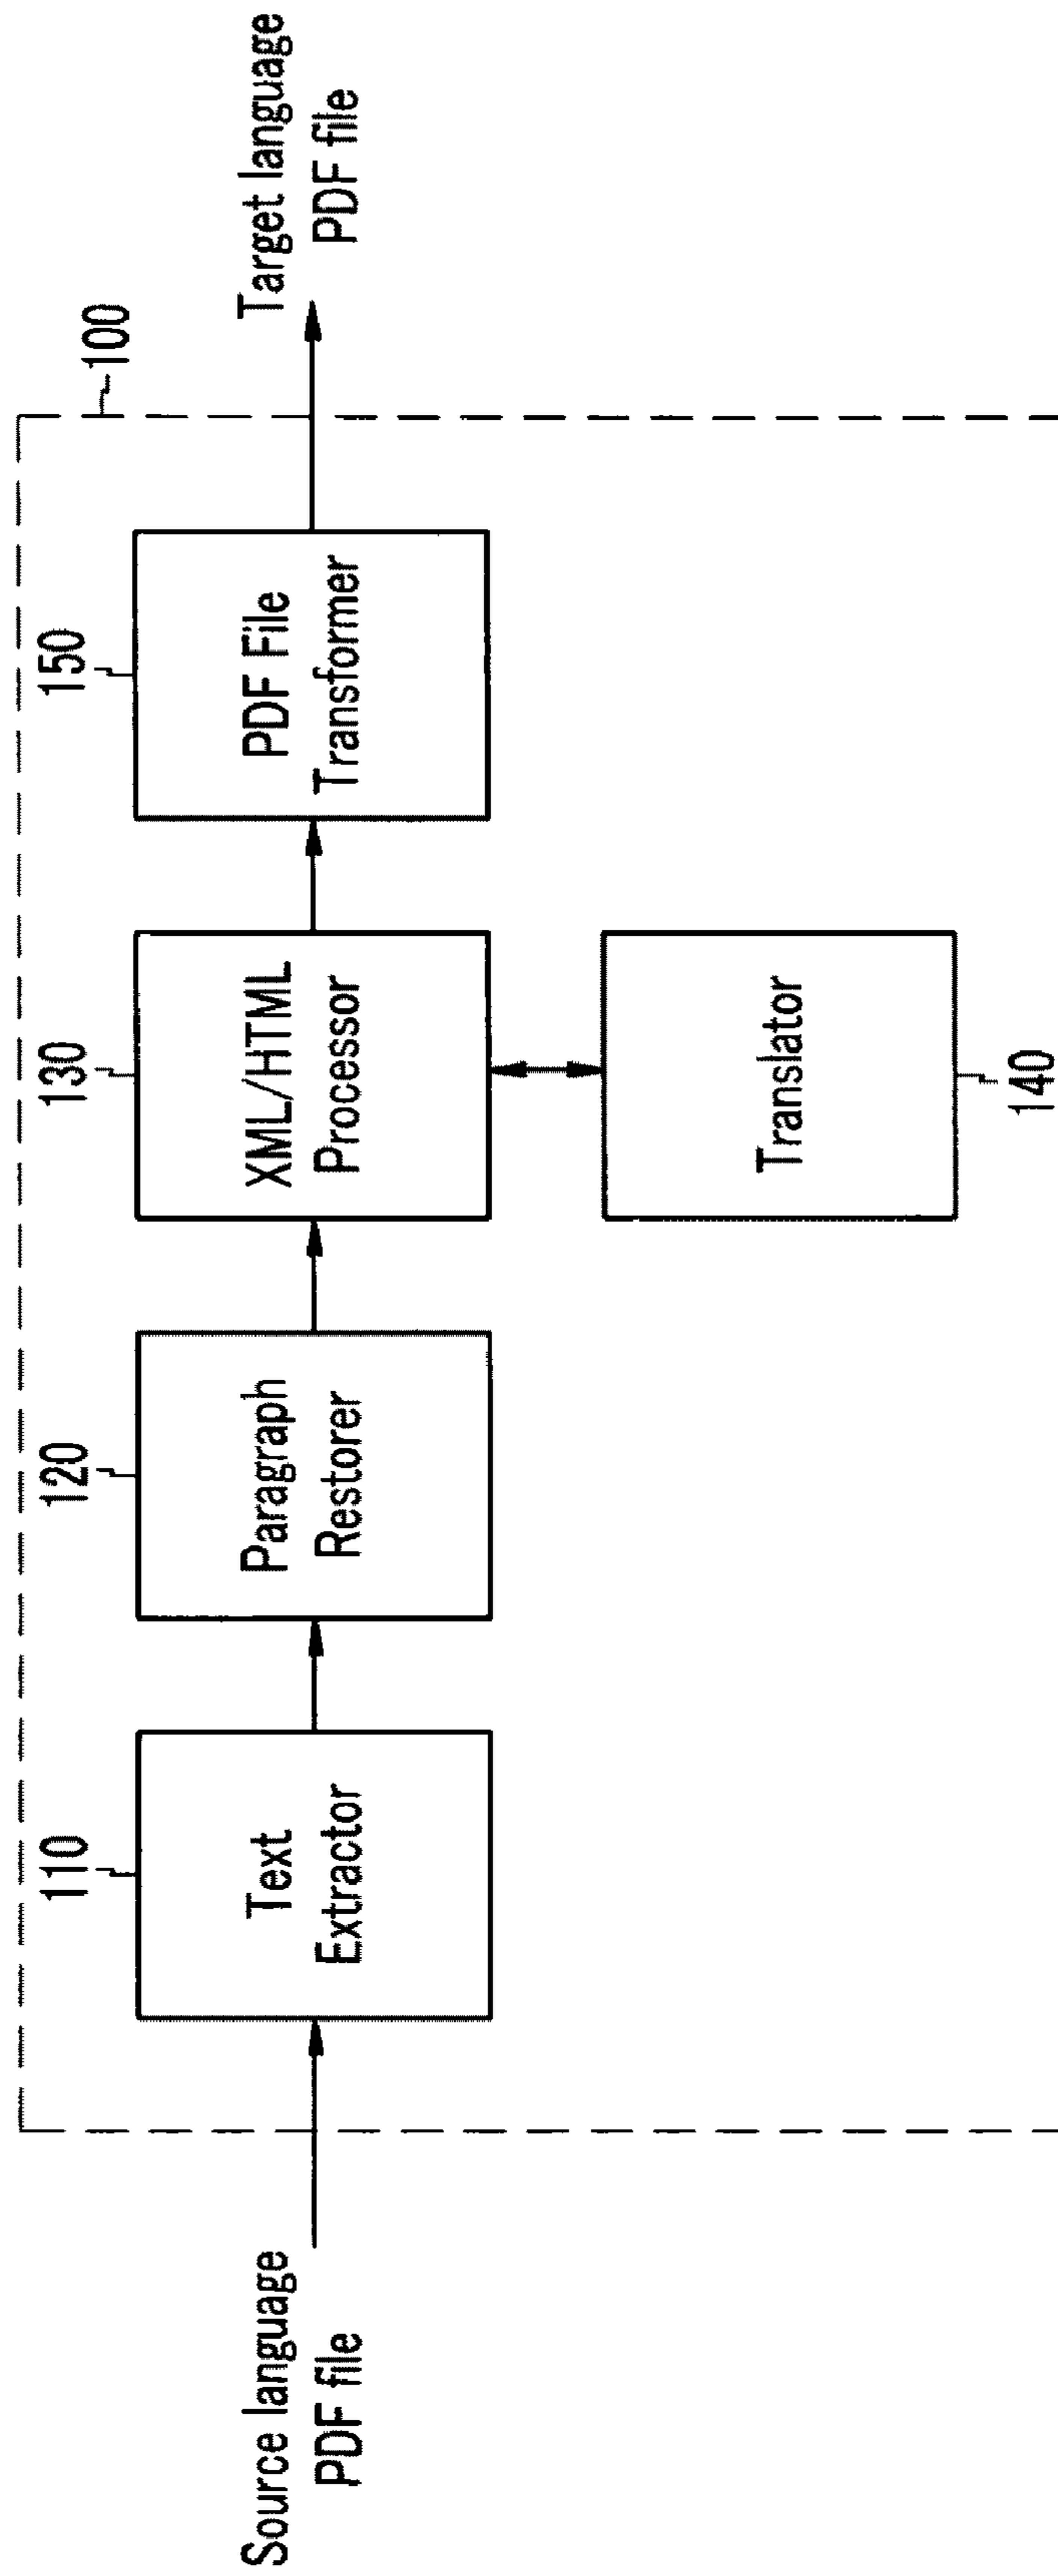 100
110
120
130
150
Source language
PDF file
Text
Extractor
Paragraph
Restorer
XML/HTML
Processor
PDF File
Transformer
Target language
PDF file
Translator
140